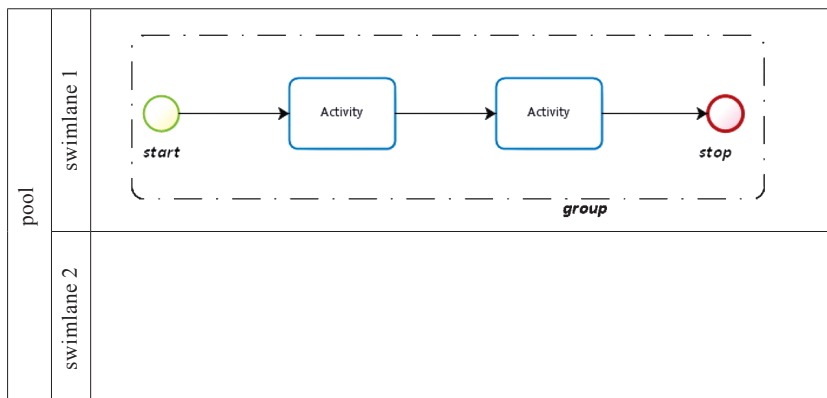 pool
swimlane 1
start
Activity
Activity
stop
group
swimlane 2